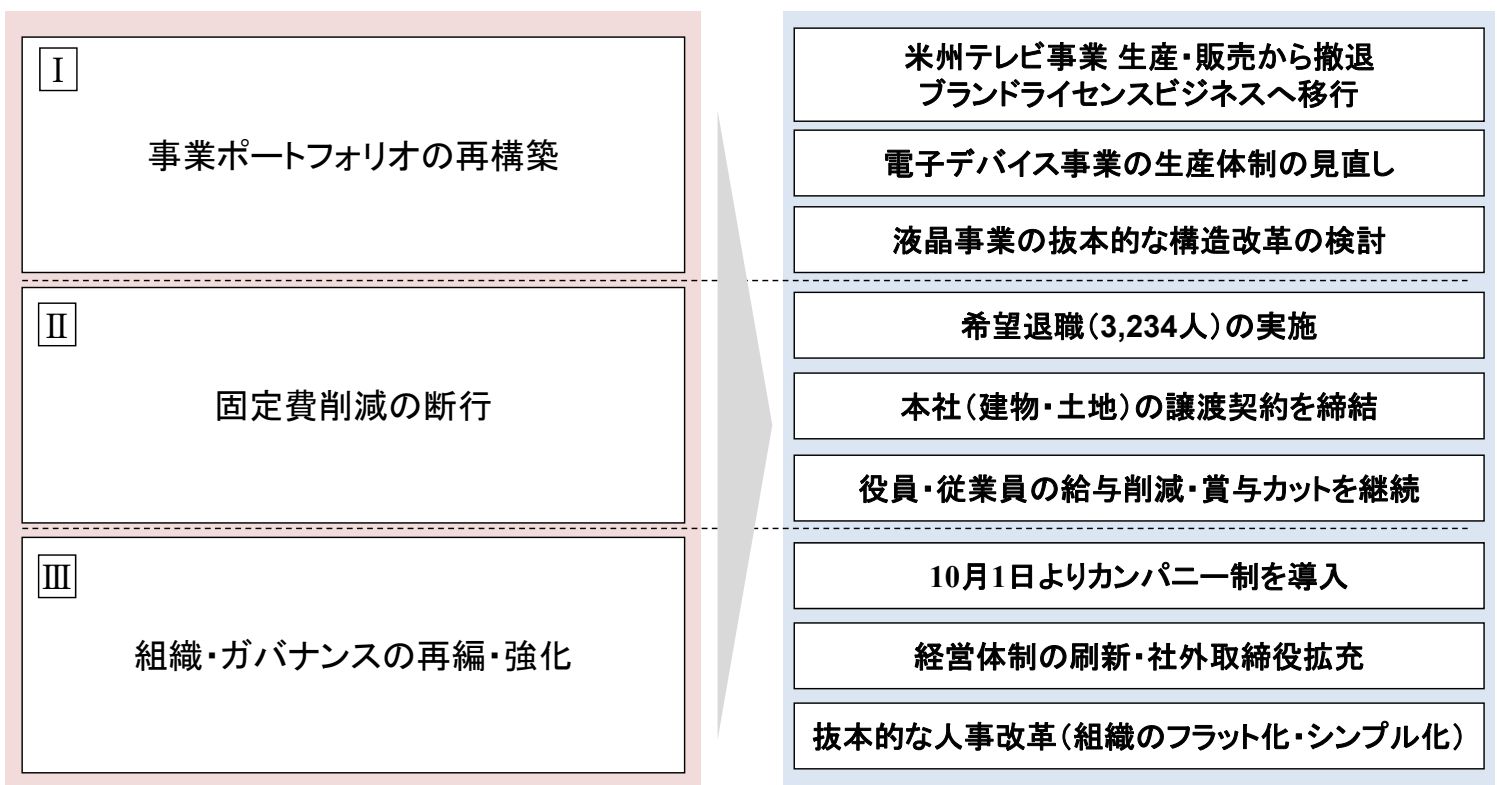 Ⅰ
事業ポートフォリオの再構築
米州テレビ事業 生産・販売から撤退
ブランドライセンスビジネスへ移行
電子デバイス事業の生産体制の見直し
液晶事業の抜本的な構造改革の検討
Ⅱ
固定費削減の断行
希望退職(3,234人)の実施
本社(建物・土地)の譲渡契約を締結
役員・従業員の給与削減・賞与カットを継続
Ⅲ
組織・ガバナンスの再編・強化
10月1日よりカンパニー制を導入
経営体制の刷新・社外取締役拡充
抜本的な人事改革(組織のフラット化・シンプル化)